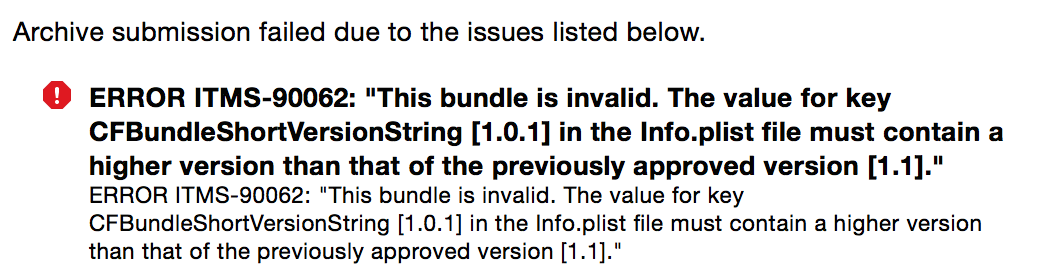 Archive submission failed due to the issues listed below.
ERROR ITMS-90062: "This bundle is invalid. The value for key
CFBundleShortVersionString [1.0.1] in the Info.plist file must contain a
higher version than that of the previously approved version [1.1]."
ERROR ITMS-90062: "This bundle is invalid. The value for key
CFBundleShortVersionString [1.0.1] in the Info.plist file must contain a higher version
than that of the previously approved version [1.1]."